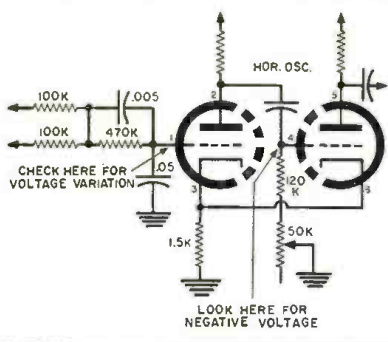 HOR. OSC.
100K
.005
2
5
100K
470K
1
4
CHECK HERE FOR
VOLTAGE VARIATION
.05
3
120
K
6
1.5K
50K
LOOK HERE FOR
NEGATIVE VOLTAGE